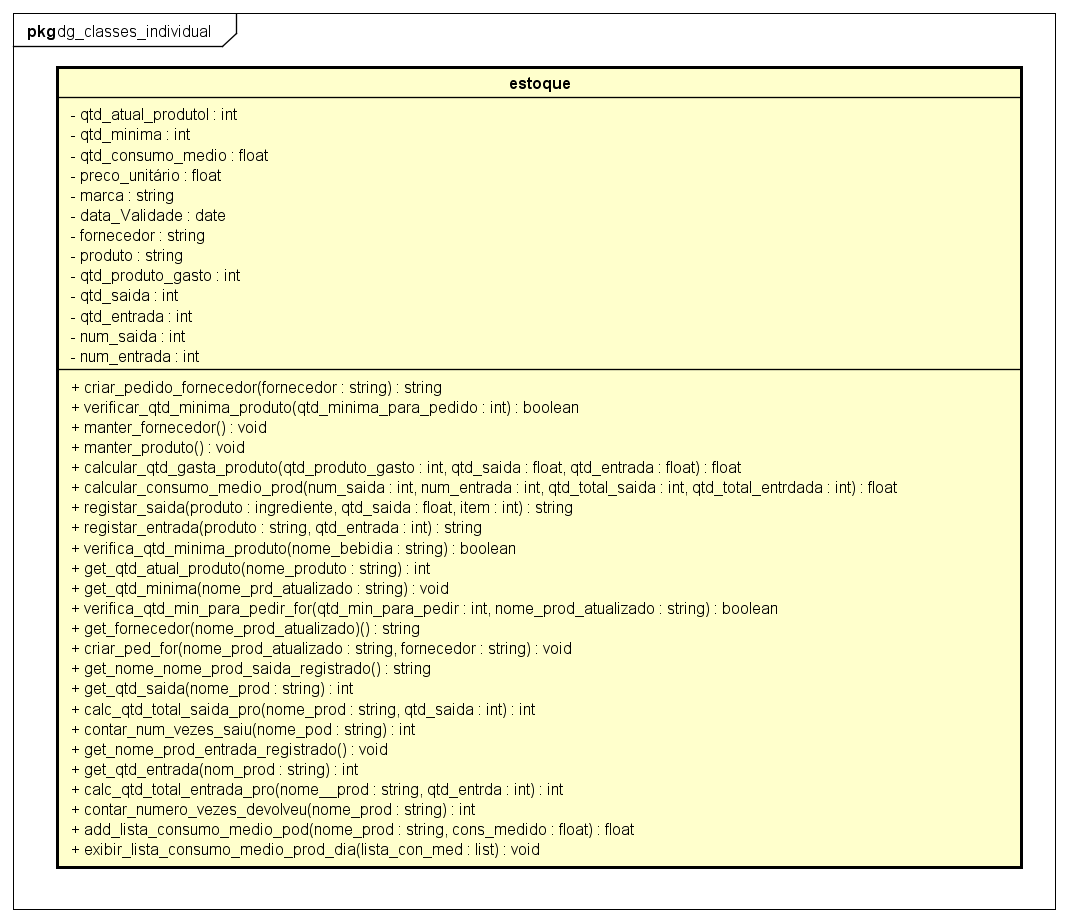 pkg dg_classes_individual
estoque
- qtd_atual_produtol : int
- qtd_minima : int
- qtd_consumo_medio : float
- preco_unitário : float
- marca : string
- data_Validade : date
- fornecedor : string
- produto : string
- qtd_produto_gasto : int
- qtd_saida : int
- qtd_entrada : int
- num_saida : int
- num_entrada : int
+ criar_pedido_fornecedor(fornecedor : string) : string
+ verificar_qtd_minima_produto(qtd_minima_para_pedido : int) : boolean
+ manter_fornecedor() : void
+ manter_produto() : void
+ calcular_qtd_gasta_produto(qtd_produto_gasto : int, qtd_saida : float, qtd_entrada : float) : float
+ calcular_consumo_medio_prod(num_saida : int, num_entrada : int, qtd_total_saida : int, qtd_total_entrdada : int) : float
+ registar_saida(produto : ingrediente, qtd_saida : float, item : int) : string
+ registar_entrada(produto : string, qtd_entrada : int) : string
+ verifica_qtd_minima_produto(nome_bebidia : string) : boolean
+ get_qtd_atual_produto(nome_produto : string) : int
+ get_qtd_minima(nome_prd_atualizado : string) : void
+ verifica_qtd_min_para_pedir_for(qtd_min_para_pedir : int, nome_prod_atualizado : string) : boolean
+ get_fornecedor(nome_prod_atualizado)() : string
+ criar_ped_for(nome_prod_atualizado : string, fornecedor : string) : void
+ get_nome_nome_prod_saida_registrado() : string
+ get_qtd_saida(nome_prod : string) : int
+ calc_qtd_total_saida_pro(nome_prod : string, qtd_saida : int) : int
+ contar_num_vezes_saiu(nome_pod : string) : int
+ get_nome_prod_entrada_registrado() : void
+ get_qtd_entrada(nom_prod : string) : int
+ calc_qtd_total_entrada_pro(nome__prod : string, qtd_entrda : int) : int
+ contar_numero_vezes_devolveu(nome_prod : string) : int
+ add_lista_consumo_medio_pod(nome_prod : string, cons_medido : float) : float
+ exibir_lista_consumo_medio_prod_dia(lista_con_med : list) : void